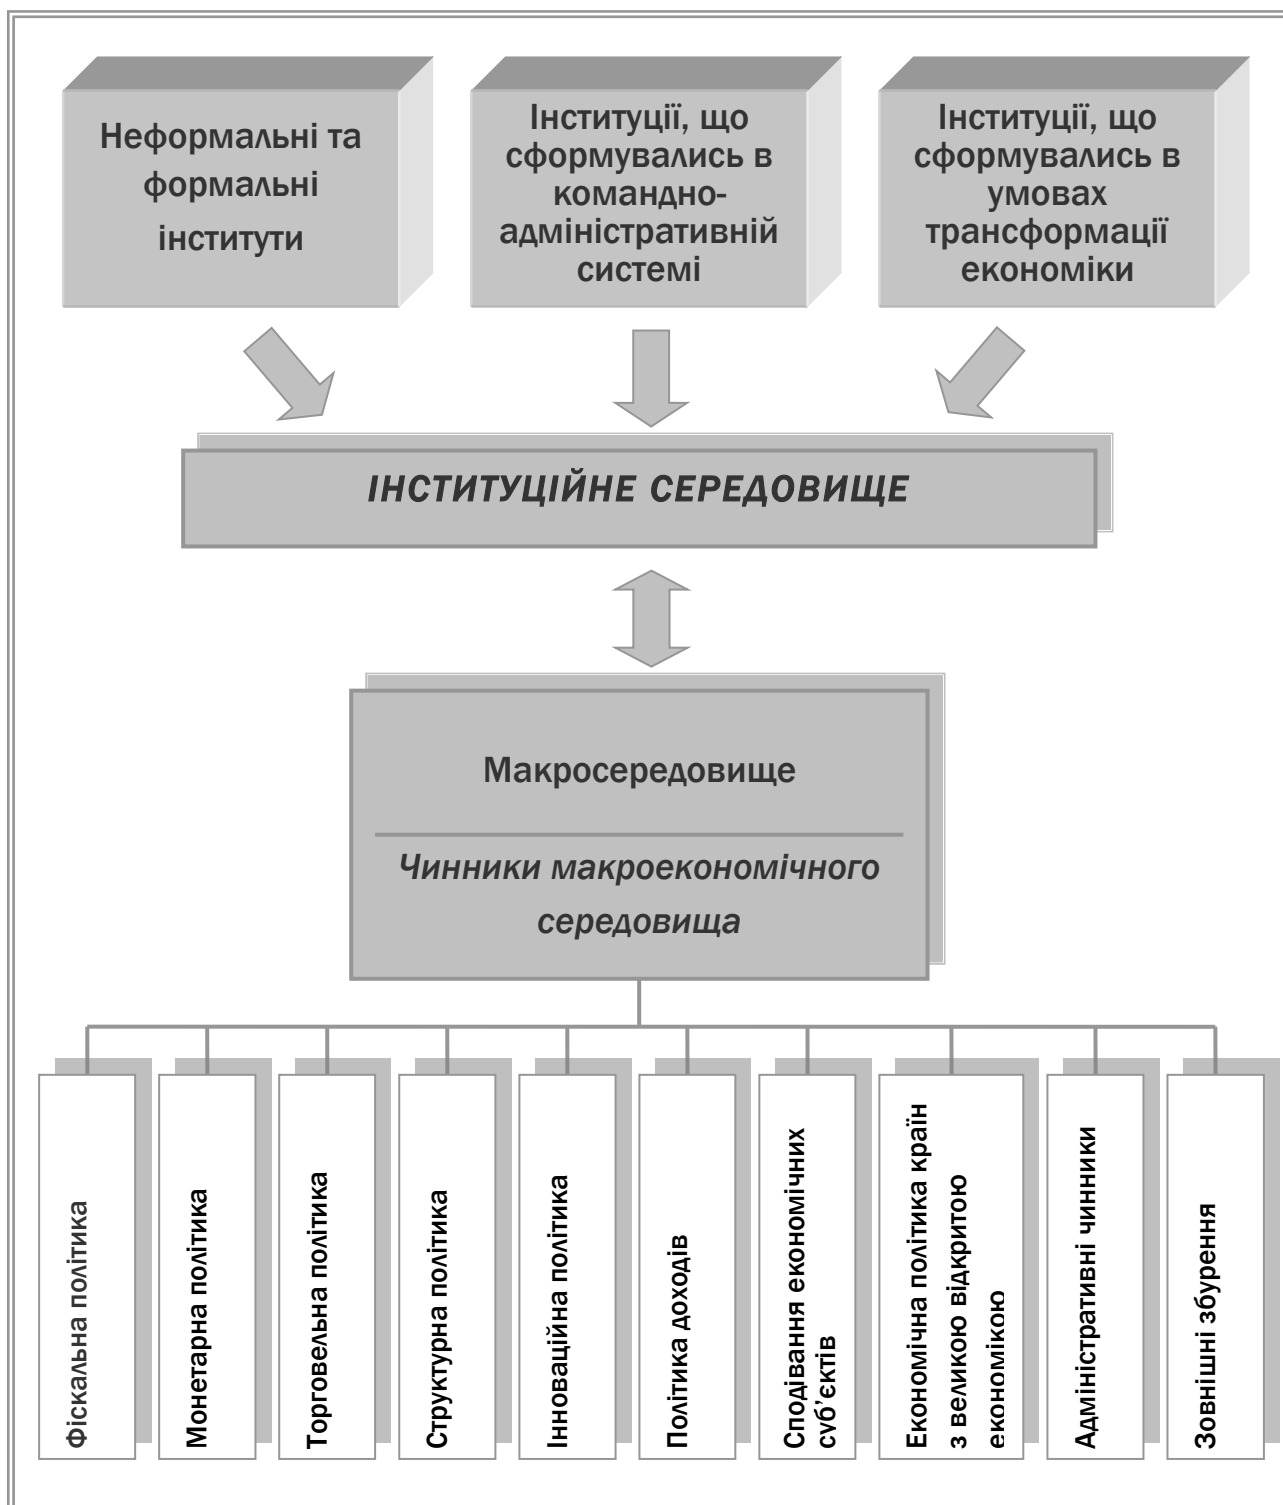 Неформальні та
формальні
інститути
Інституції, що
сформувались в
командно-
адміністративній
системі
Інституції, що
сформувались в
умовах
трансформації
економіки
ІНСТИТУЦІЙНЕ СЕРЕДОВИЩЕ
Макросередовище
Чинники макроекономічного
середовища
Фіскальна політика
Монетарна політика
Торговельна політика
Структурна політика
Інноваційна політика
Політика доходів
Сподівання економічних
суб’єктів
Економічна політика країн
з великою відкритою
економікою
Адміністративні чинники
Зовнішні збурення